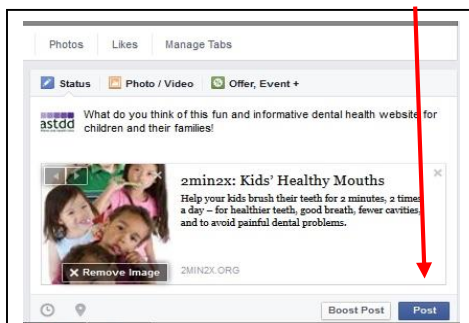 Photos Likes Manage Tabs
Status Photo / Video Offer, Event +
astdd What do you think of this fun and informative dental health website for
children and their families!
2min2x: Kids' Healthy Mouths
Help your kids brush their teeth for 2 minutes, 2 times
a day – for healthier teeth, good breath, fewer cavities,
and to avoid painful dental problems.
× Remove Image 2MIN2X.ORG
Boost Post Post